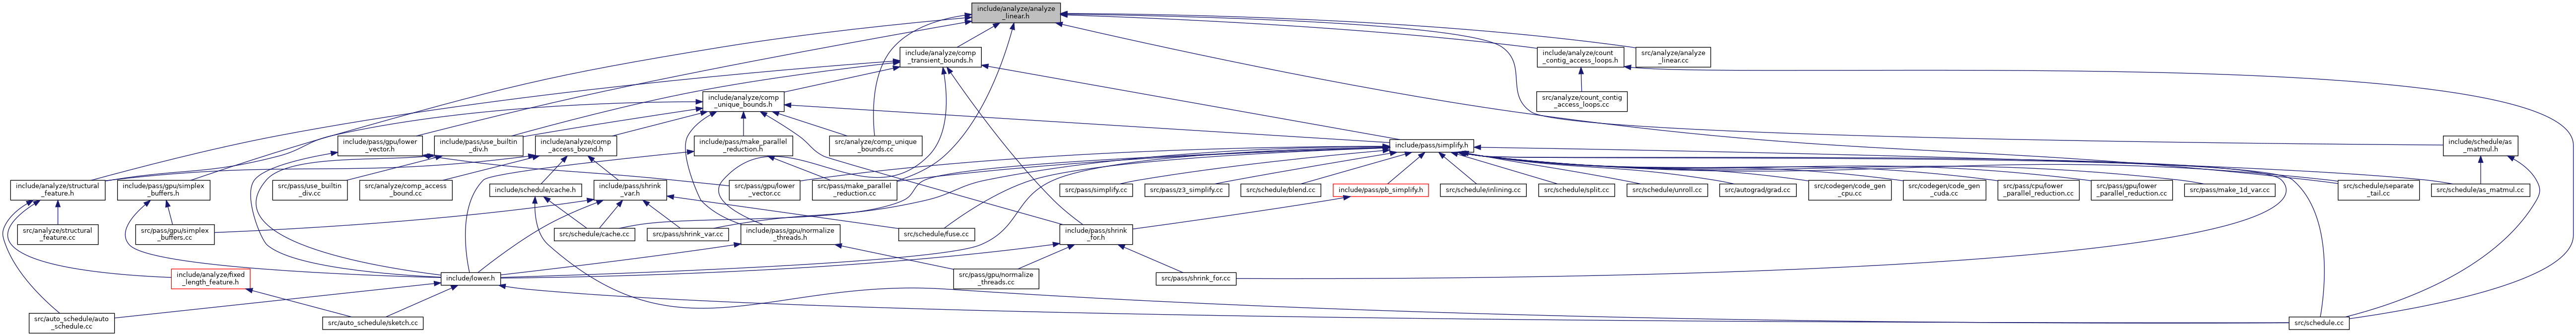 include/analyze/analyze
_linear.h
include/analyze/comp
_transient_bounds.h
include/analyze/count
_contig_access_loops.h
src/analyze/analyze
_linear.cc
include/analyze/comp
_unique_bounds.h
src/analyze/count_contig
_access_loops.cc
include/pass/gpu/lower
_vector.h
include/pass/use_builtin
_div.h
include/analyze/comp
_access_bound.h
include/pass/make_parallel
_reduction.h
src/analyze/comp_unique
_bounds.cc
include/pass/simplify.h
include/schedule/as
_matmul.h
include/analyze/structural
_feature.h
include/pass/gpu/simplex
_buffers.h
src/pass/use_builtin
_div.cc
src/analyze/comp_access
_bound.cc
include/schedule/cache.h
include/pass/shrink
_var.h
src/pass/gpu/lower
_vector.cc
src/pass/make_parallel
_reduction.cc
src/pass/simplify.cc
src/pass/z3_simplify.cc
src/schedule/blend.cc
include/pass/pb_simplify.h
src/schedule/inlining.cc
src/schedule/split.cc
src/schedule/unroll.cc
src/autograd/grad.cc
src/codegen/code_gen
_cpu.cc
src/codegen/code_gen
_cuda.cc
src/pass/cpu/lower
_parallel_reduction.cc
src/pass/gpu/lower
_parallel_reduction.cc
src/pass/make_1d_var.cc
src/schedule/separate
_tail.cc
src/schedule/as_matmul.cc
src/analyze/structural
_feature.cc
src/pass/gpu/simplex
_buffers.cc
src/schedule/cache.cc
src/pass/shrink_var.cc
include/pass/gpu/normalize
_threads.h
src/schedule/fuse.cc
include/pass/shrink
_for.h
include/analyze/fixed
_length_feature.h
include/lower.h
src/pass/gpu/normalize
_threads.cc
src/pass/shrink_for.cc
src/auto_schedule/auto
_schedule.cc
src/auto_schedule/sketch.cc
src/schedule.cc